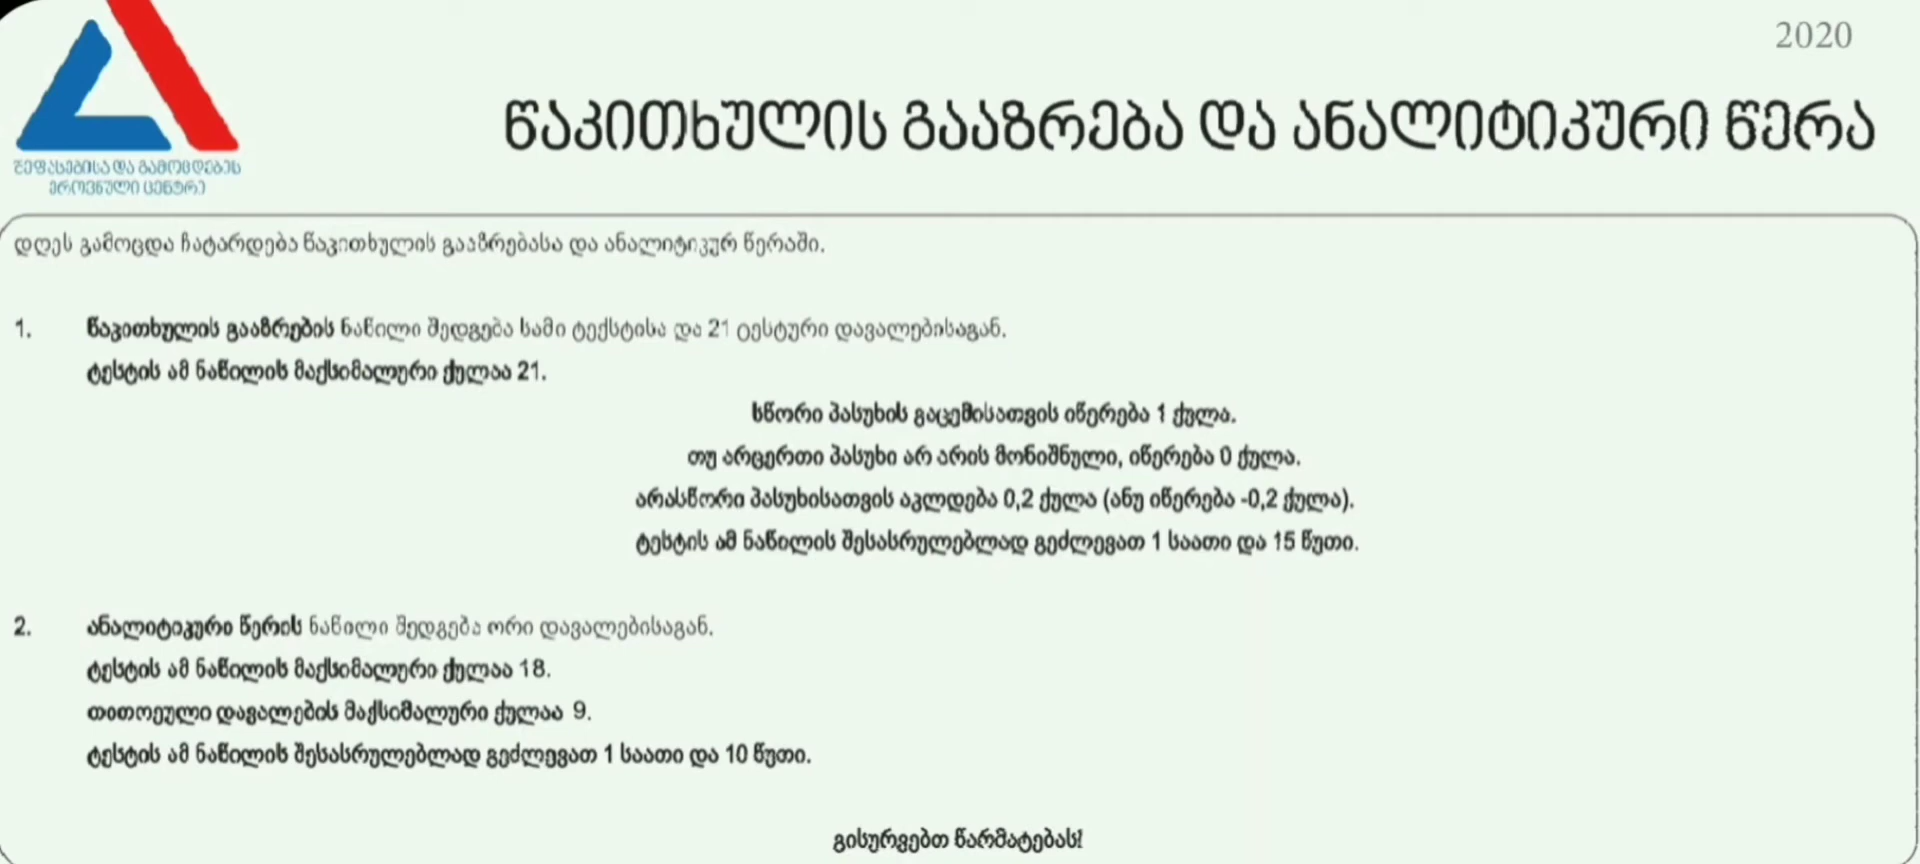 2020
წაკითხულის გააზრება და ანალიტიკური წერა
შეფასებისა და გამოცდების
ეროვნული ცენტრი
დღეს გამოცდა ჩატარდება წაკითხულის გააზრებასა და ანალიტიკურ წერაში.
1. წაკითხულის გააზრების ნაწილი შედგება სამი ტექსტისა და 21 ტესტური დავალებისაგან.
ტესტის ამ ნაწილის მაქსიმალური ქულაა 21.
სწორი პასუხის გაცემისათვის იწერება 1 ქულა.
თუ არცერთი პასუხი არ არის მონიშნული, იწერება 0 ქულა.
არასწორი პასუხისათვის აკლდება 0,2 ქულა (ანუ იწერება -0,2 ქულა).
ტესტის ამ ნაწილის შესასრულებლად გეძლევათ 1 საათი და 15 წუთი.
2. ანალიტიკური წერის ნაწილი შედგება ორი დავალებისაგან.
ტესტის ამ ნაწილის მაქსიმალური ქულაა 18.
თითოეული დავალების მაქსიმალური ქულაა 9.
ტესტის ამ ნაწილის შესასრულებლად გეძლევათ 1 საათი და 10 წუთი.
გისურვებთ წარმატებას!